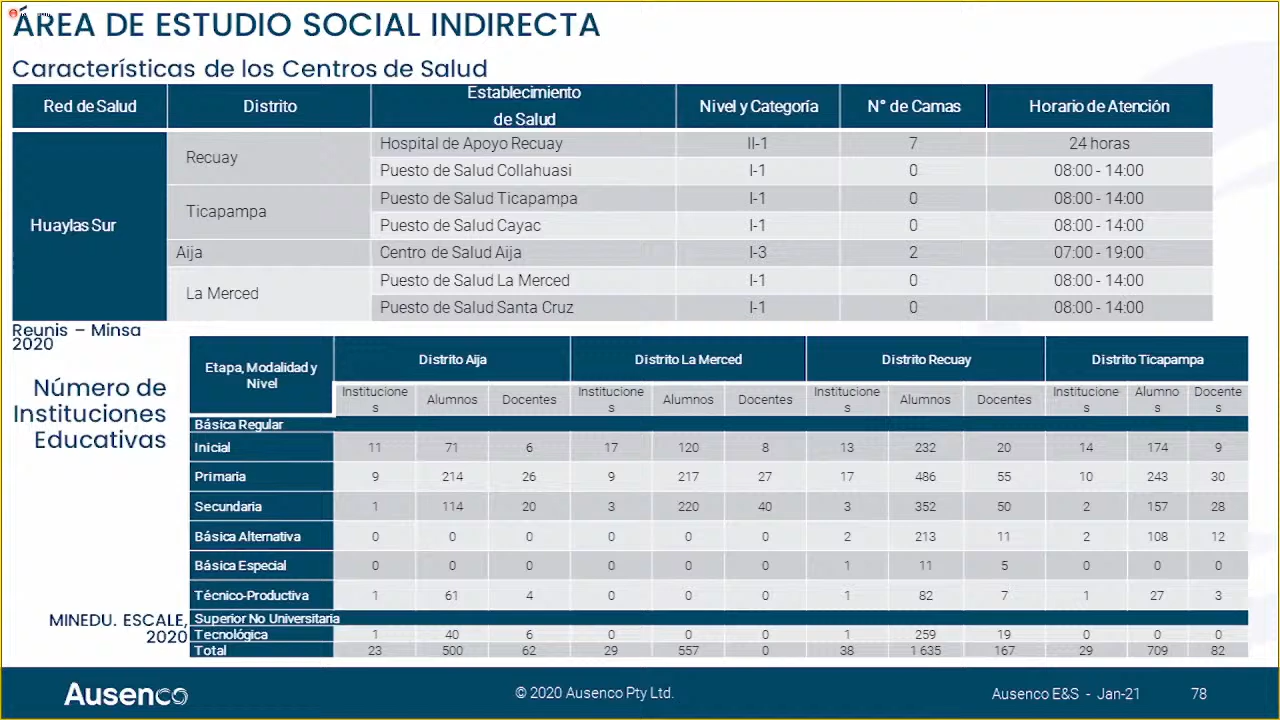 ÁREA DE ESTUDIO SOCIAL INDIRECTA
Características de los Centros de Salud
Red de Salud Distrito Establecimiento de Salud Nivel y Categoría N° de Camas Horario de Atención
Huaylas Sur
Recuay Hospital de Apoyo Recuay II-1 7 24 horas
Puesto de Salud Collahuasi I-1 0 08:00 - 14:00
Ticapampa Puesto de Salud Ticapampa I-1 0 08:00 - 14:00
Puesto de Salud Cayac I-1 0 08:00 - 14:00
Aija Centro de Salud Aija I-3 2 07:00 - 19:00
La Merced Puesto de Salud La Merced I-1 0 08:00 - 14:00
Puesto de Salud Santa Cruz I-1 0 08:00 - 14:00
Reunis – Minsa
2020
Número de
Instituciones
Educativas
Etapa, Modalidad y Nivel Distrito Aija Distrito La Merced Distrito Recuay Distrito Ticapampa
Instituciones Alumnos Docentes Instituciones Alumnos Docentes Instituciones Alumnos Docentes Instituciones Alumnos Docentes
Básica Regular
Inicial 11 71 6 17 120 8 13 232 20 14 174 9
Primaria 9 214 26 9 217 27 17 486 55 10 243 30
Secundaria 1 114 20 3 220 40 3 352 50 2 157 28
Básica Alternativa 0 0 0 0 0 0 2 213 11 2 108 12
Básica Especial 0 0 0 0 0 0 1 11 5 0 0 0
Técnico-Productiva 1 61 4 0 0 0 1 82 7 1 27 3
Superior No Universitaria
Tecnológica 1 40 6 0 0 0 1 259 19 0 0 0
Total 23 500 62 29 557 0 38 1 635 167 29 709 82
MINEDU. ESCALE,
2020
Ausenco © 2020 Ausenco Pty Ltd. Ausenco E&S - Jan-21 78